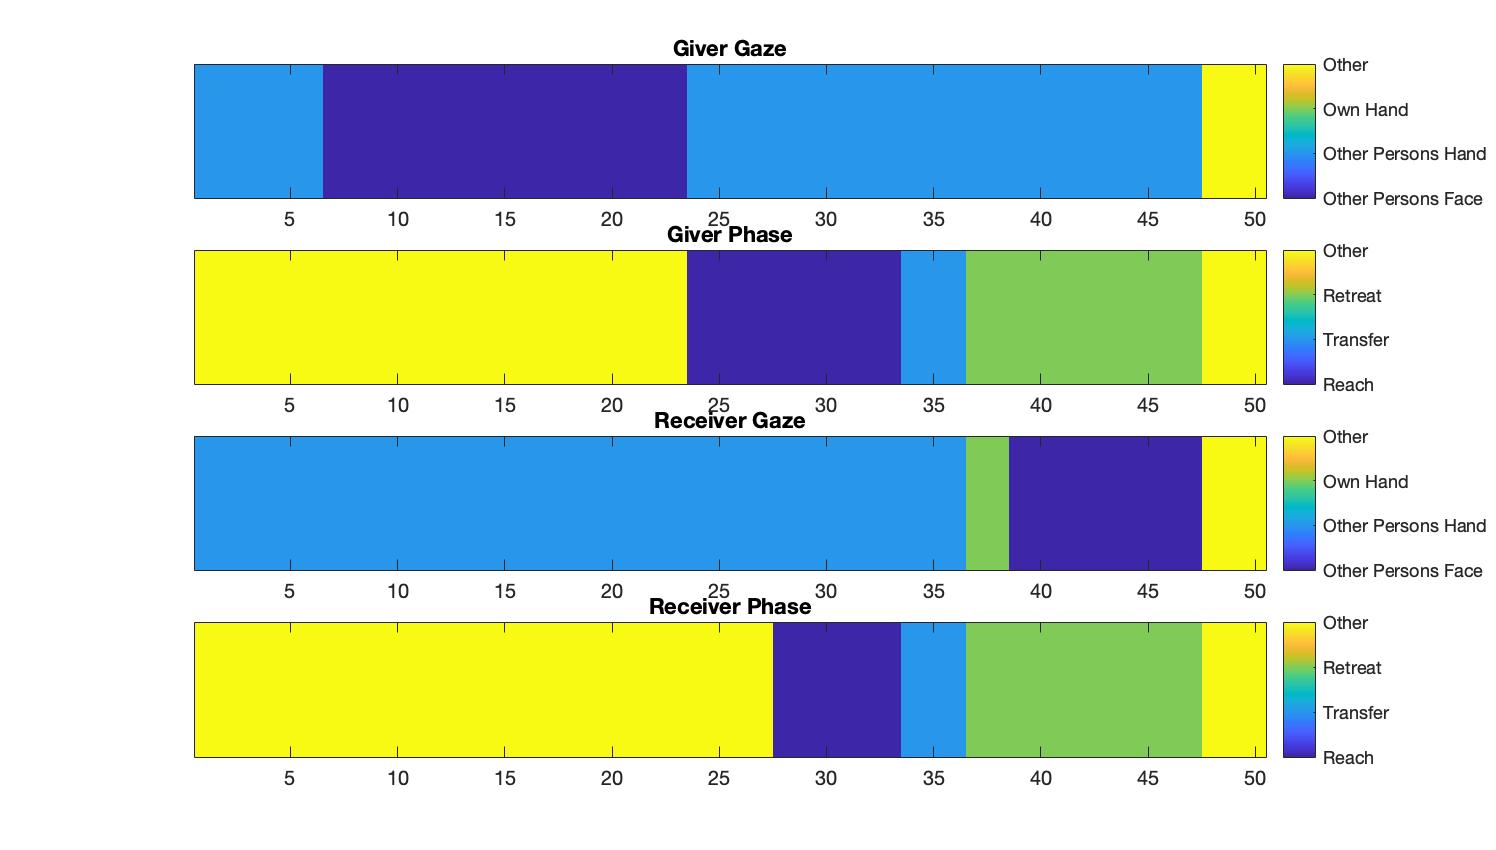 Giver Gaze
Other
Own Hand
Other Persons Hand
Other Persons Face
5 10 15 20 25 30 35 40 45 50
Giver Phase
Other
Retreat
Transfer
Reach
5 10 15 20 25 30 35 40 45 50
Receiver Gaze
Other
Own Hand
Other Persons Hand
Other Persons Face
5 10 15 20 25 30 35 40 45 50
Receiver Phase
Other
Retreat
Transfer
Reach
5 10 15 20 25 30 35 40 45 50